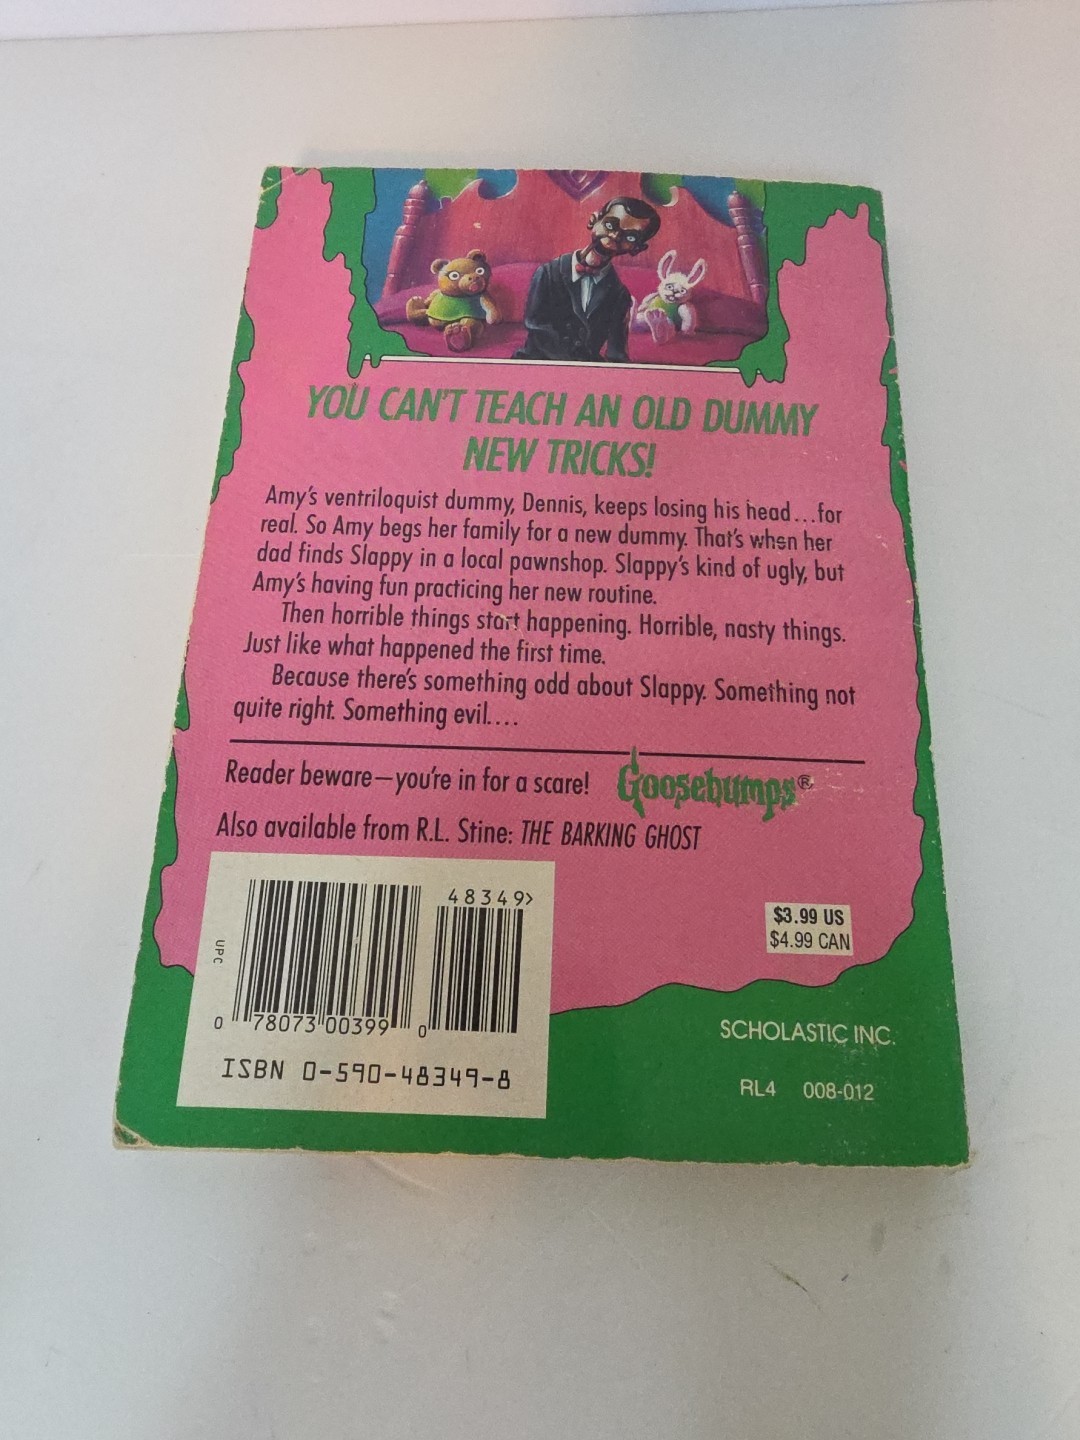 YOU CAN'T TEACH AN OLD DUMMY
NEW TRICKS!
Amy's ventriloquist dummy, Dennis, keeps losing his head...for
real. So Amy begs her family for a new dummy. That's when her
dad finds Slappy in a local pawnshop. Slappy's kind of ugly, but
Amy's having fun practicing her new routine.
Then horrible things start happening. Horrible, nasty things.
Just like what happened the first time.
Because there's something odd about Slappy. Something not
quite right. Something evil....
Reader beware—you're in for a scare! Goosebumps®
Also available from R.L. Stine: THE BARKING GHOST
48349>
UPC
0 78073 00399 0
ISBN 0-590-48349-8
$3.99 US
$4.99 CAN
SCHOLASTIC INC.
RL4 008-012